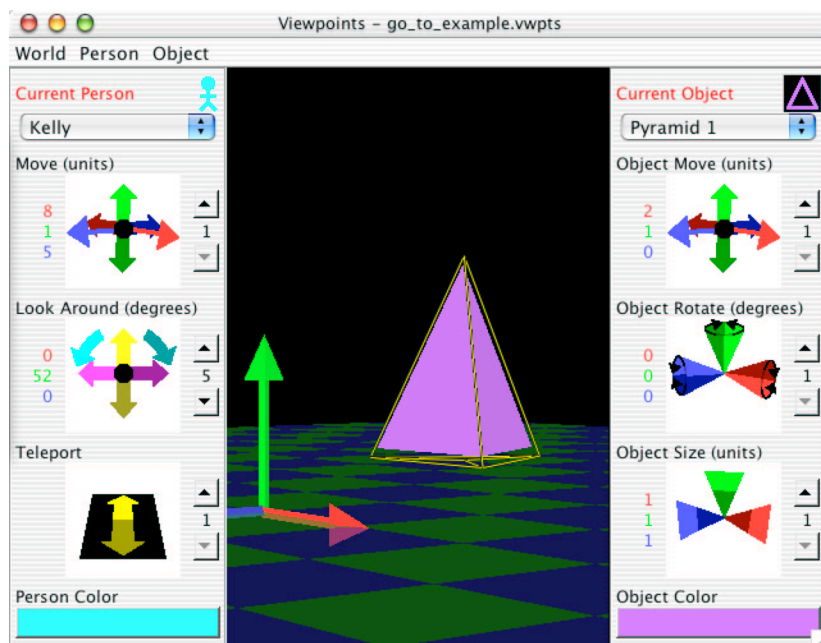 Viewpoints – go_to_example.vwpts
World Person Object
Current Person
Kelly
Move (units)
8
1
5
1
Look Around (degrees)
0
52
0
5
Teleport
1
Person Color
Current Object
Pyramid 1
Object Move (units)
2
1
0
1
Object Rotate (degrees)
0
0
0
1
Object Size (units)
1
1
1
1
Object Color